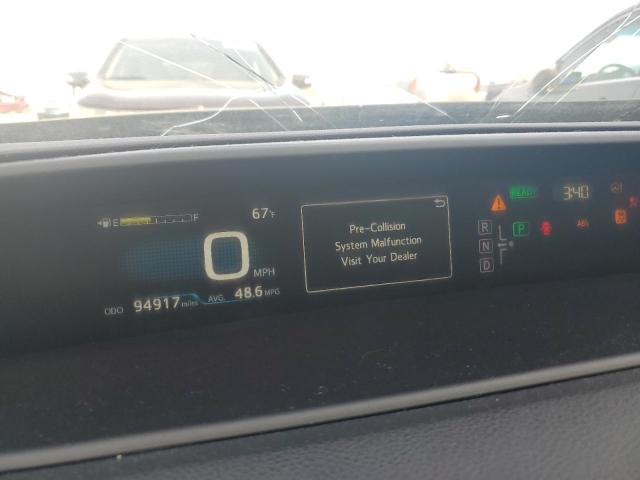 E F
67°F
0 MPH
ODO 94917 miles AVG. 48.6 MPG
Pre-Collision
System Malfunction
Visit Your Dealer
READY 3:40
R
N
D
P
ABS